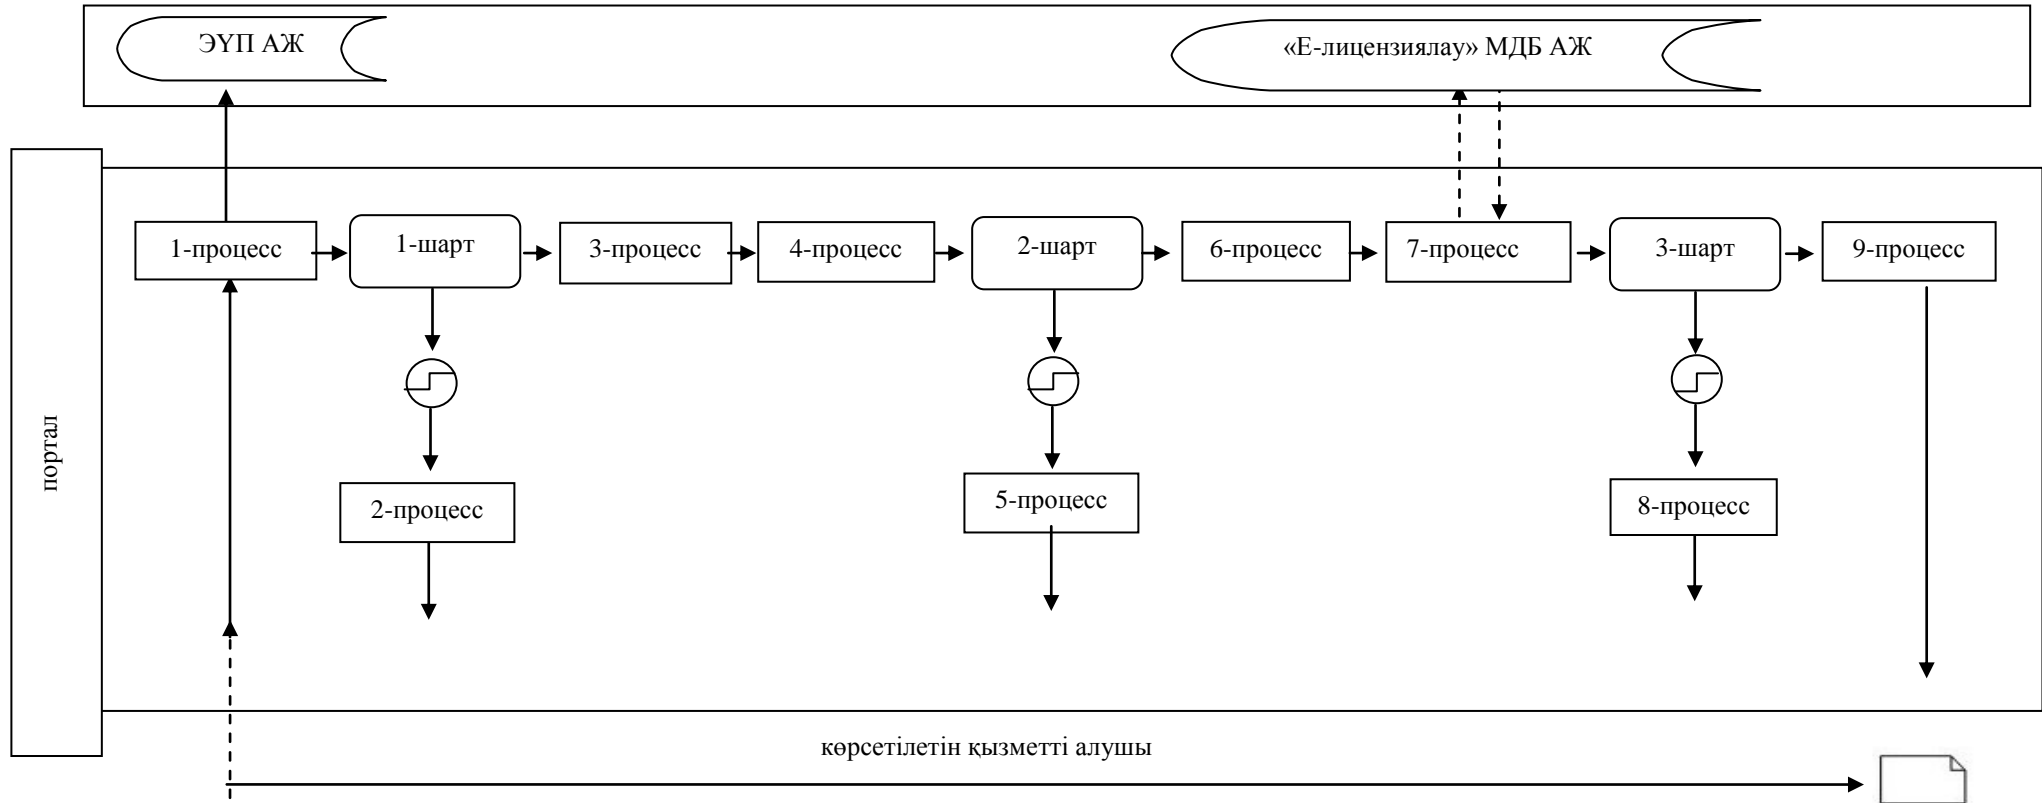 ЭҮП АЖ
«Е-лицензиялау» МДБ АЖ
1-процесс
1-шарт
3-процесс
4-процесс
2-шарт
6-процесс
7-процесс
3-шарт
9-процесс
портал
2-процесс
5-процесс
8-процесс
көрсетілетін қызметті алушы